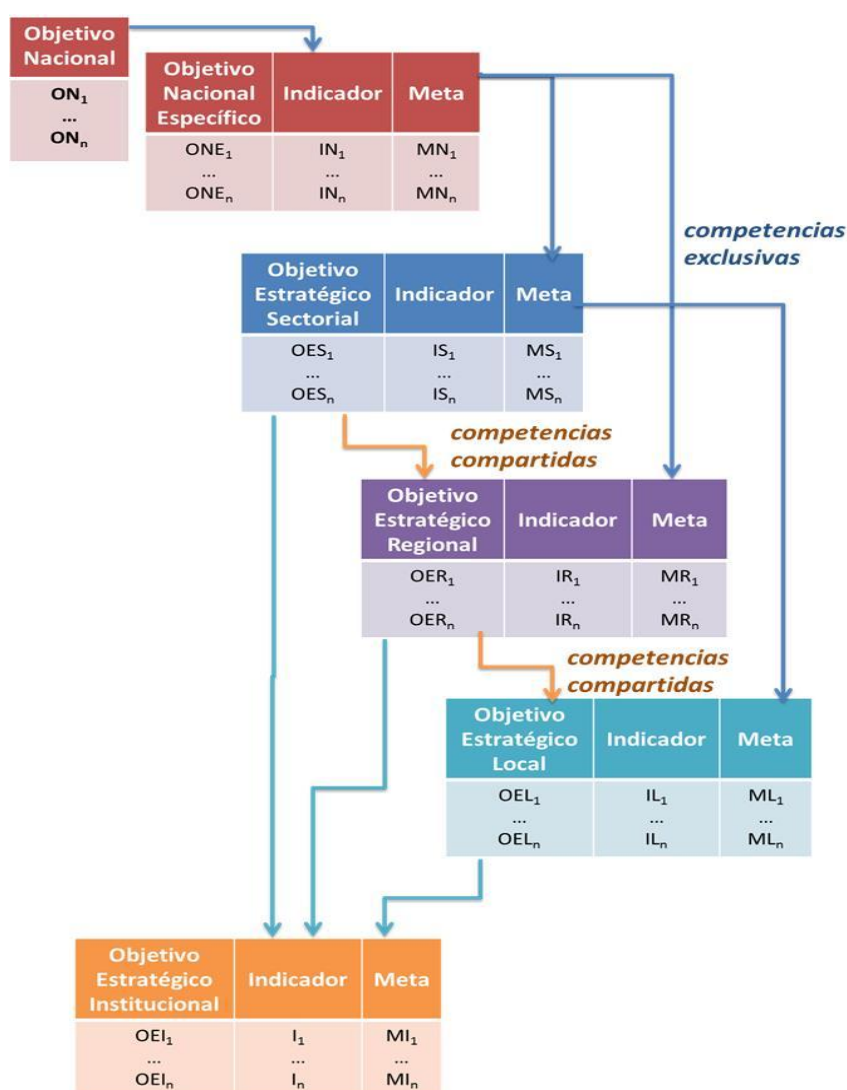 Objetivo
Nacional
ON₁
...
ONₙ
Objetivo
Nacional
Específico
Indicador
Meta
ONE₁ IN₁ MN₁
... ... ...
ONEₙ INₙ MNₙ
competencias
exclusivas
Objetivo
Estratégico
Sectorial
Indicador
Meta
OES₁ IS₁ MS₁
... ... ...
OESₙ ISₙ MSₙ
competencias
compartidas
Objetivo
Estratégico
Regional
Indicador
Meta
OER₁ IR₁ MR₁
... ... ...
OERₙ IRₙ MRₙ
competencias
compartidas
Objetivo
Estratégico
Local
Indicador
Meta
OEL₁ IL₁ ML₁
... ... ...
OELₙ ILₙ MLₙ
Objetivo
Estratégico
Institucional
Indicador
Meta
OEI₁ I₁ MI₁
... ... ...
OEIₙ Iₙ MIₙ